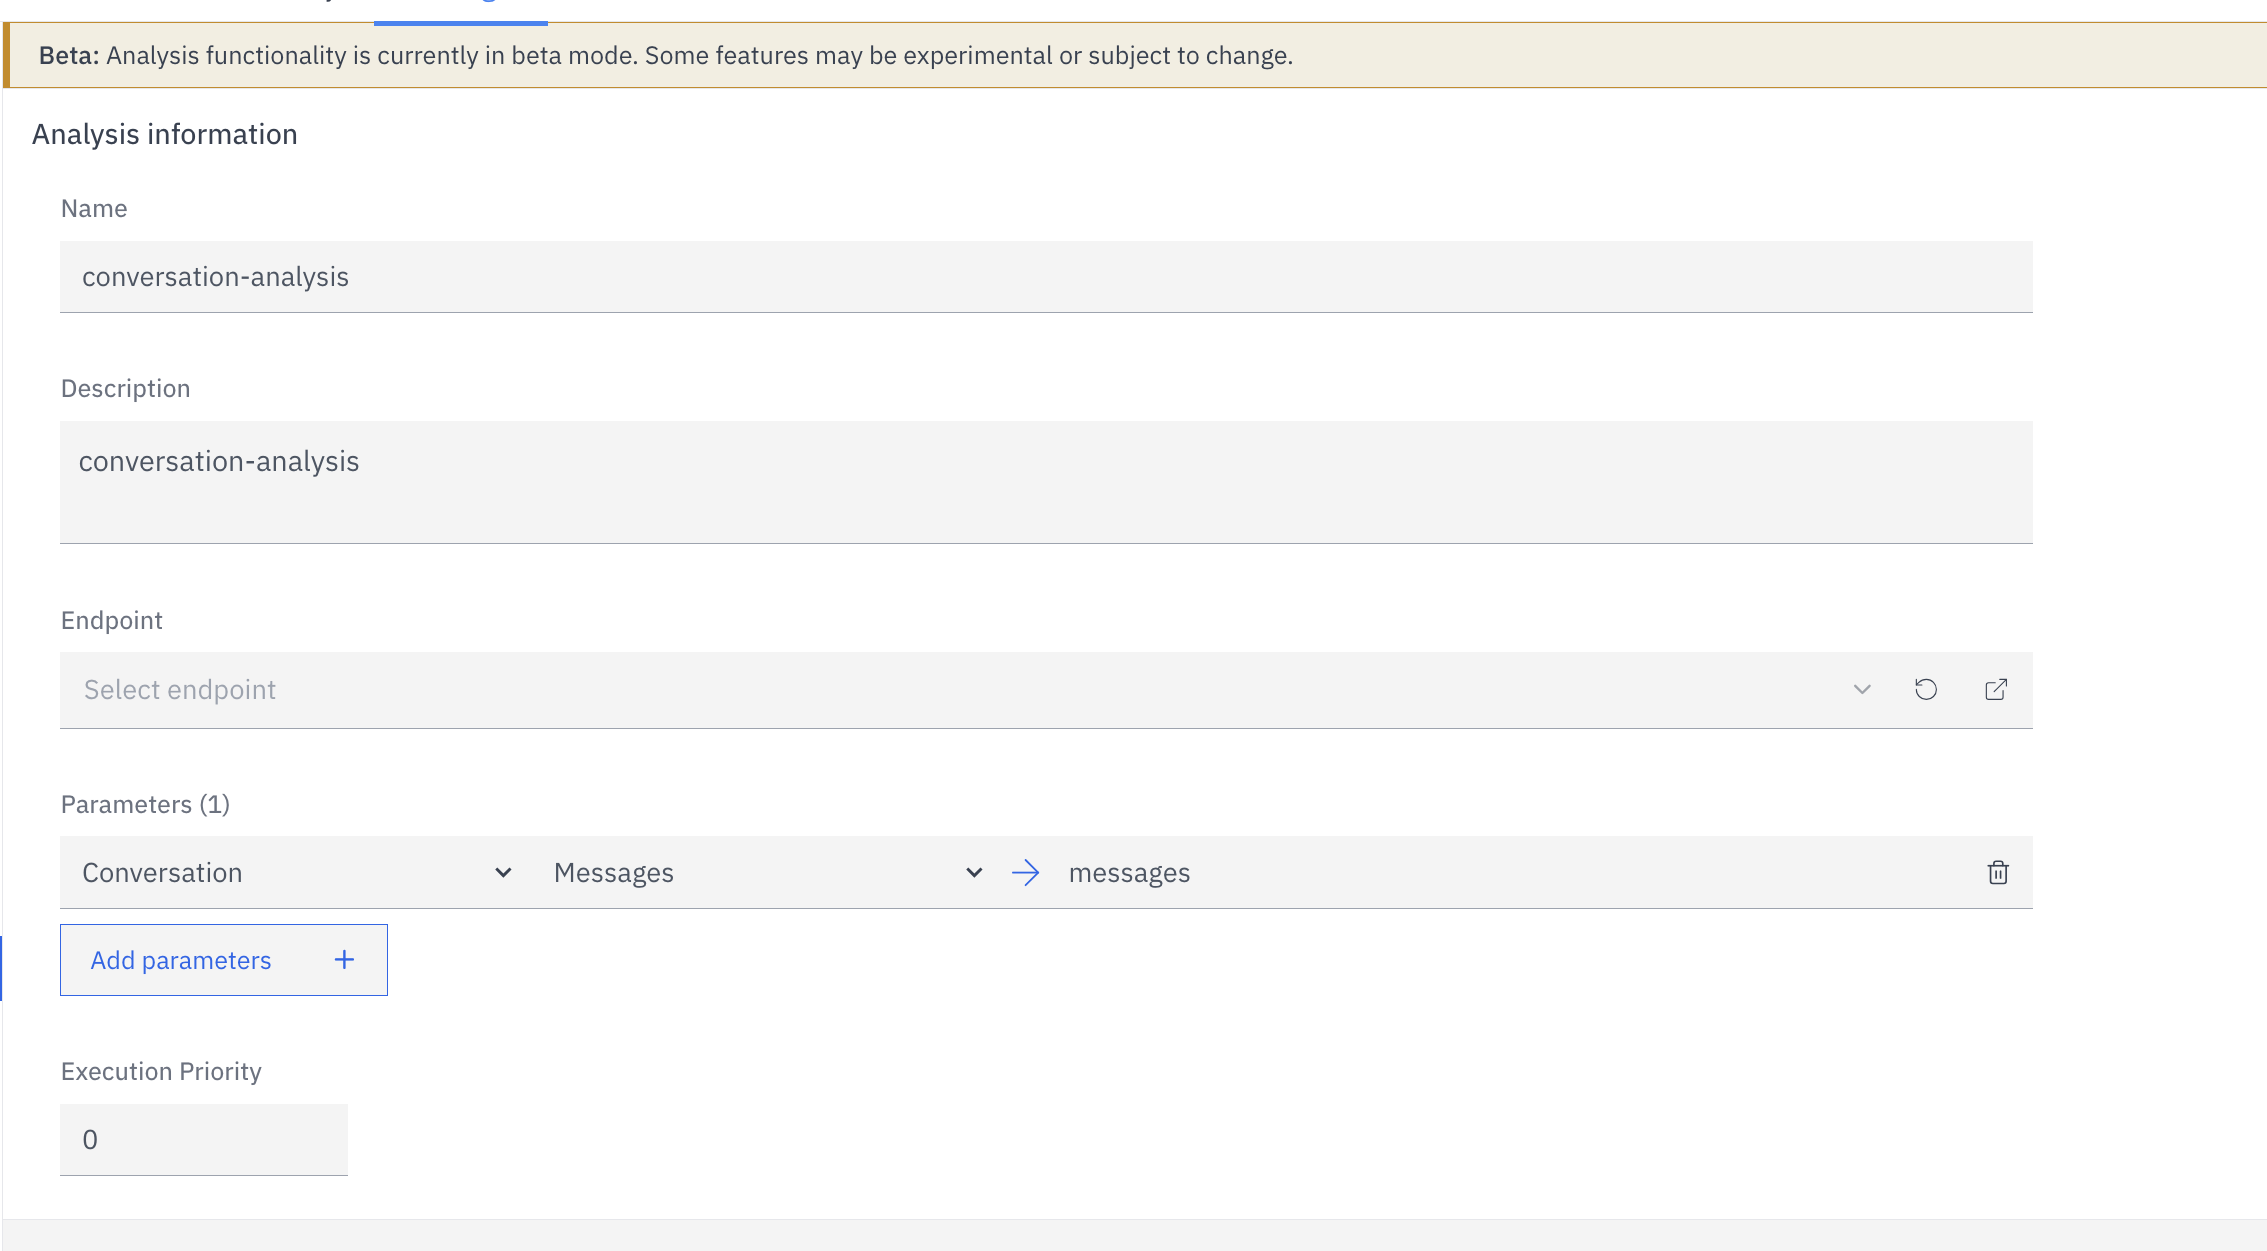 Beta: Analysis functionality is currently in beta mode. Some features may be experimental or subject to change.
Analysis information
Name
conversation-analysis
Description
conversation-analysis
Endpoint
Select endpoint
Parameters (1)
Conversation Messages → messages
Add parameters +
Execution Priority
0